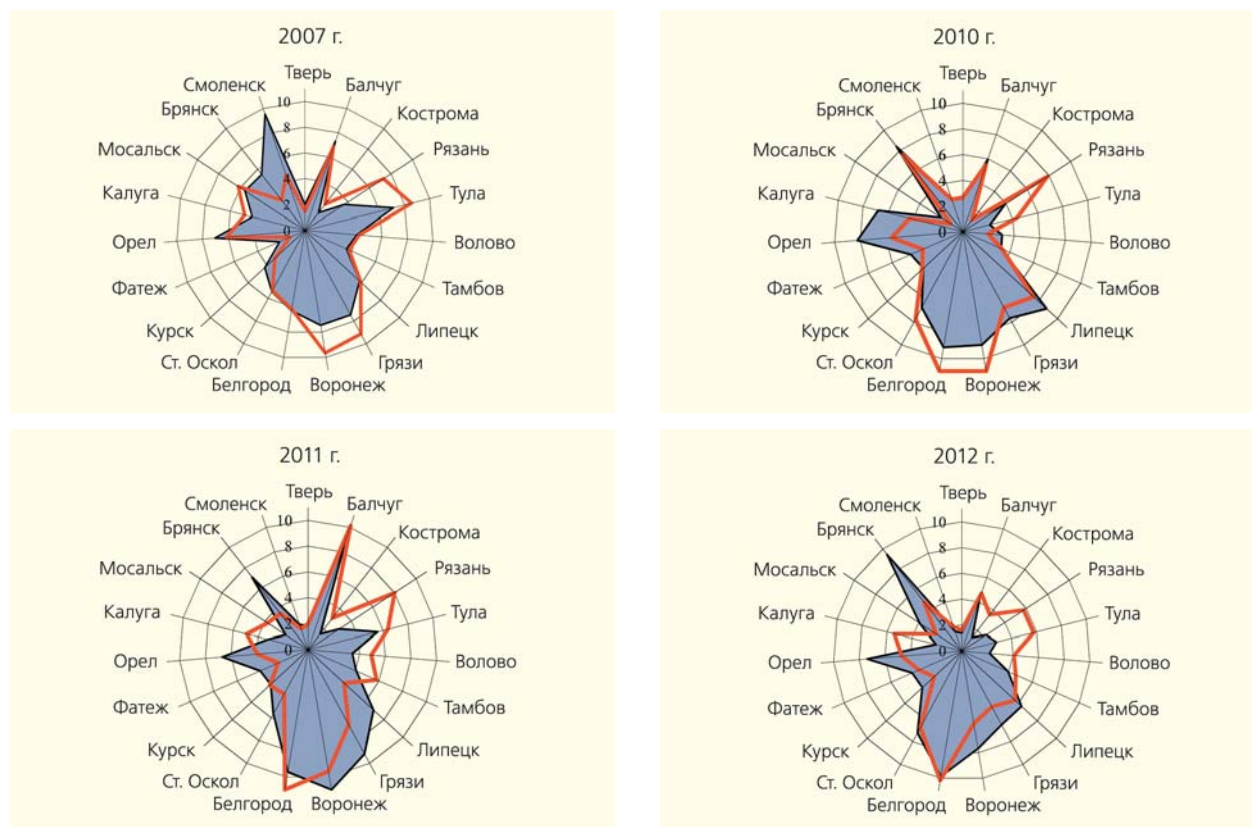 2007 г.
Тверь
Балчуг
Кострома
Рязань
Тула
Волово
Тамбов
Липецк
Грязи
Воронеж
Белгород
Ст. Оскол
Курск
Фатеж
Орел
Калуга
Мосальск
Брянск
Смоленск
10
8
6
4
2
0
2010 г.
Тверь
Балчуг
Кострома
Рязань
Тула
Волово
Тамбов
Липецк
Грязи
Воронеж
Белгород
Ст. Оскол
Курск
Фатеж
Орел
Калуга
Мосальск
Брянск
Смоленск
10
8
6
4
2
0
2011 г.
Тверь
Балчуг
Кострома
Рязань
Тула
Волово
Тамбов
Липецк
Грязи
Воронеж
Белгород
Ст. Оскол
Курск
Фатеж
Орел
Калуга
Мосальск
Брянск
Смоленск
10
8
6
4
2
0
2012 г.
Тверь
Балчуг
Кострома
Рязань
Тула
Волово
Тамбов
Липецк
Грязи
Воронеж
Белгород
Ст. Оскол
Курск
Фатеж
Орел
Калуга
Мосальск
Брянск
Смоленск
10
8
6
4
2
0